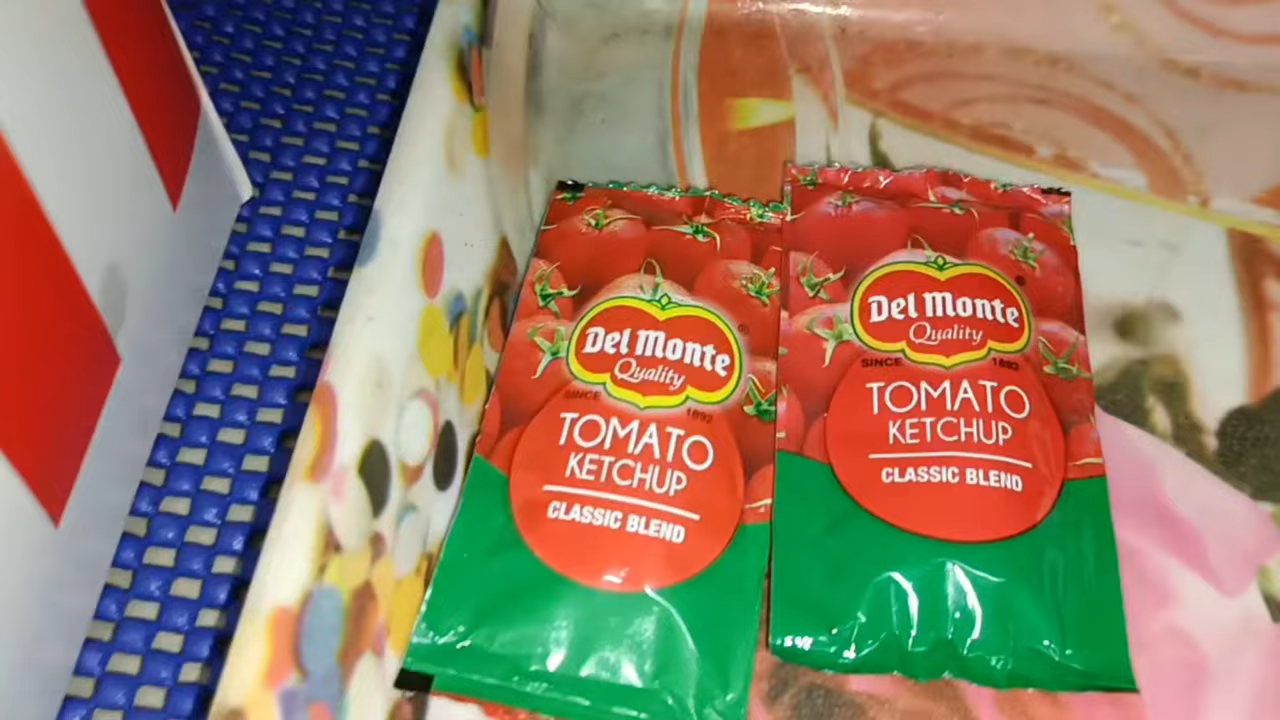 Del Monte
Quality
SINCE 1892
TOMATO
KETCHUP
CLASSIC BLEND
Del Monte
Quality
SINCE 1892
TOMATO
KETCHUP
CLASSIC BLEND